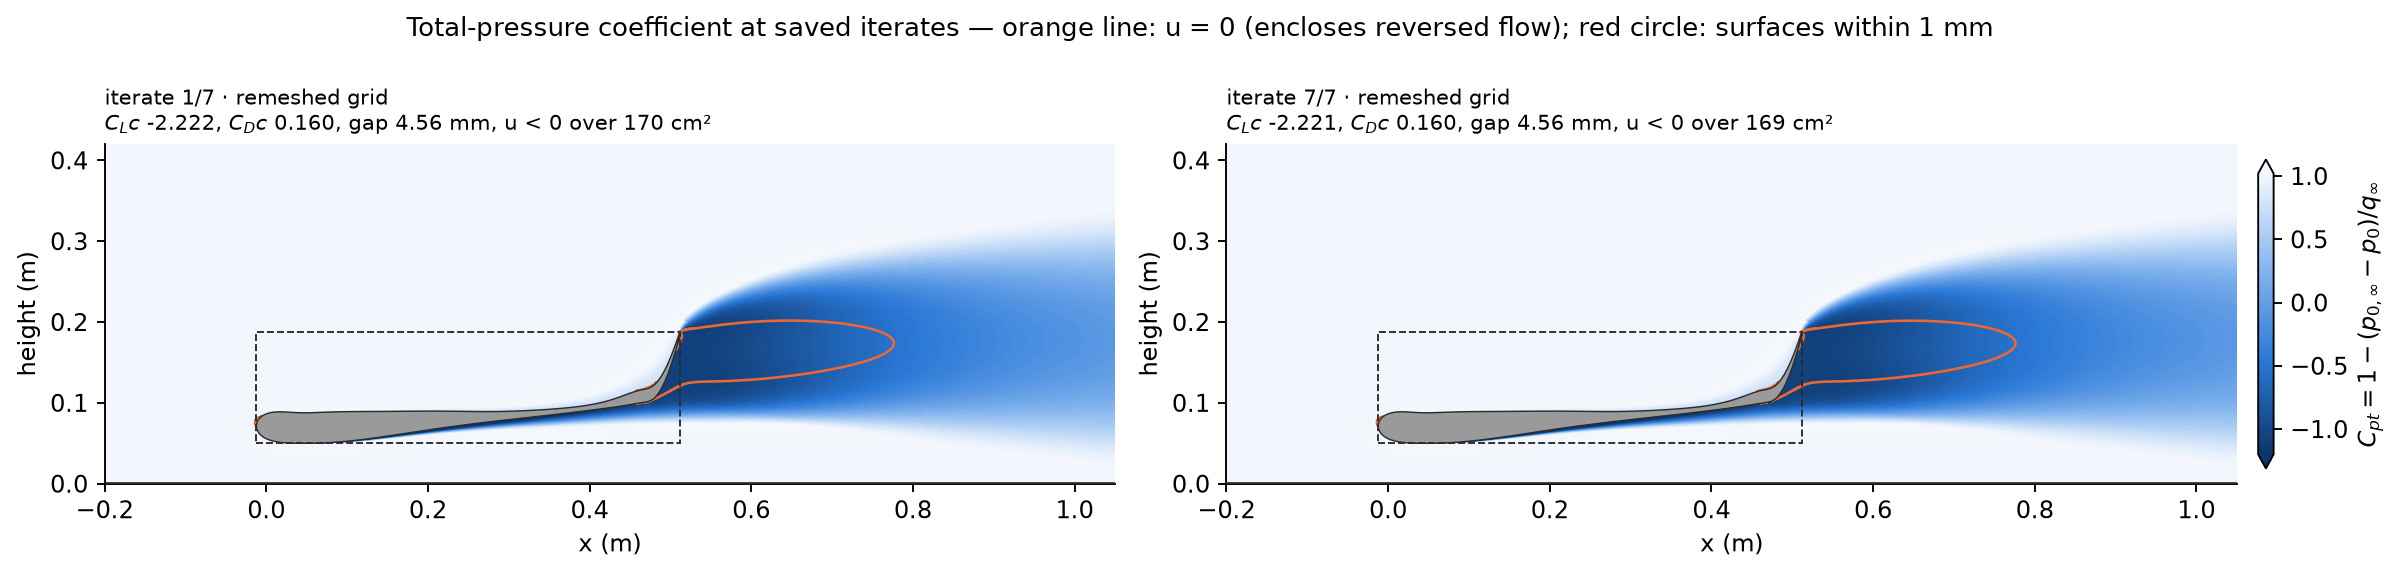 Total-pressure coefficient at saved iterates — orange line: u = 0 (encloses reversed flow); red circle: surfaces within 1 mm
iterate 1/7 · remeshed grid
C_Lc -2.222, C_Dc 0.160, gap 4.56 mm, u < 0 over 170 cm²
0.4
0.3
0.2
0.1
0.0
height (m)
−0.2
0.0
0.2
0.4
0.6
0.8
1.0
x (m)
iterate 7/7 · remeshed grid
C_Lc -2.221, C_Dc 0.160, gap 4.56 mm, u < 0 over 169 cm²
0.4
0.3
0.2
0.1
0.0
height (m)
−0.2
0.0
0.2
0.4
0.6
0.8
1.0
x (m)
1.0
0.5
0.0
−0.5
−1.0
C_pt = 1 − (p_0,∞ − p_0)/q_∞